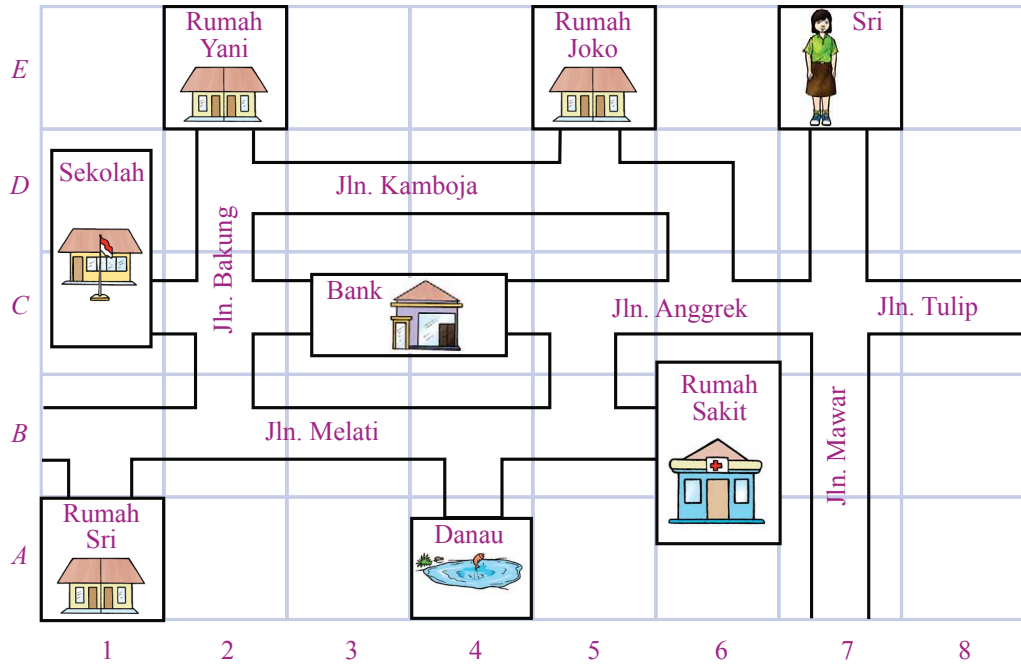 Rumah
Yani
Rumah
Joko
Sri
E
Sekolah
D
Jln. Kamboja
Jln. Bakung
Bank
C
Jln. Anggrek
Jln. Tulip
Rumah
Sakit
B
Jln. Melati
Jln. Mawar
Rumah
Sri
Danau
A
1 2 3 4 5 6 7 8